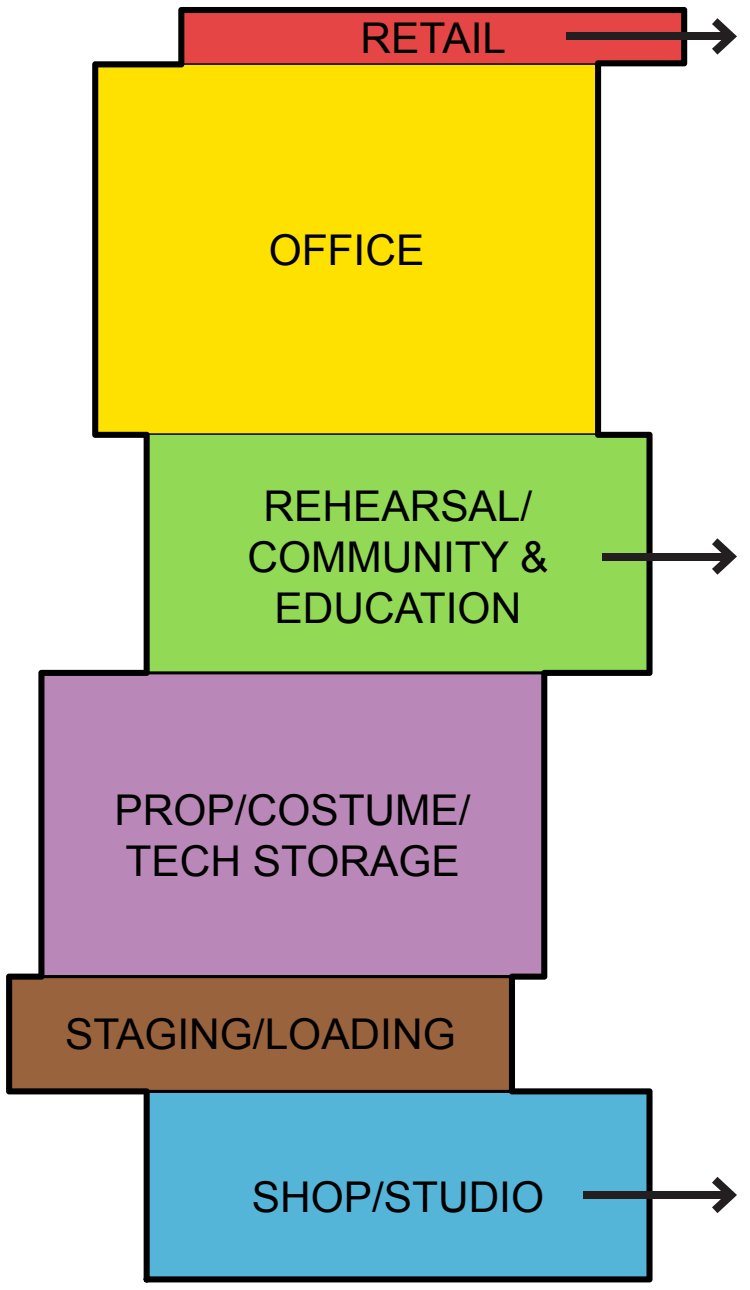 RETAIL
OFFICE
REHEARSAL/
COMMUNITY &
EDUCATION
PROP/COSTUME/
TECH STORAGE
STAGING/LOADING
SHOP/STUDIO